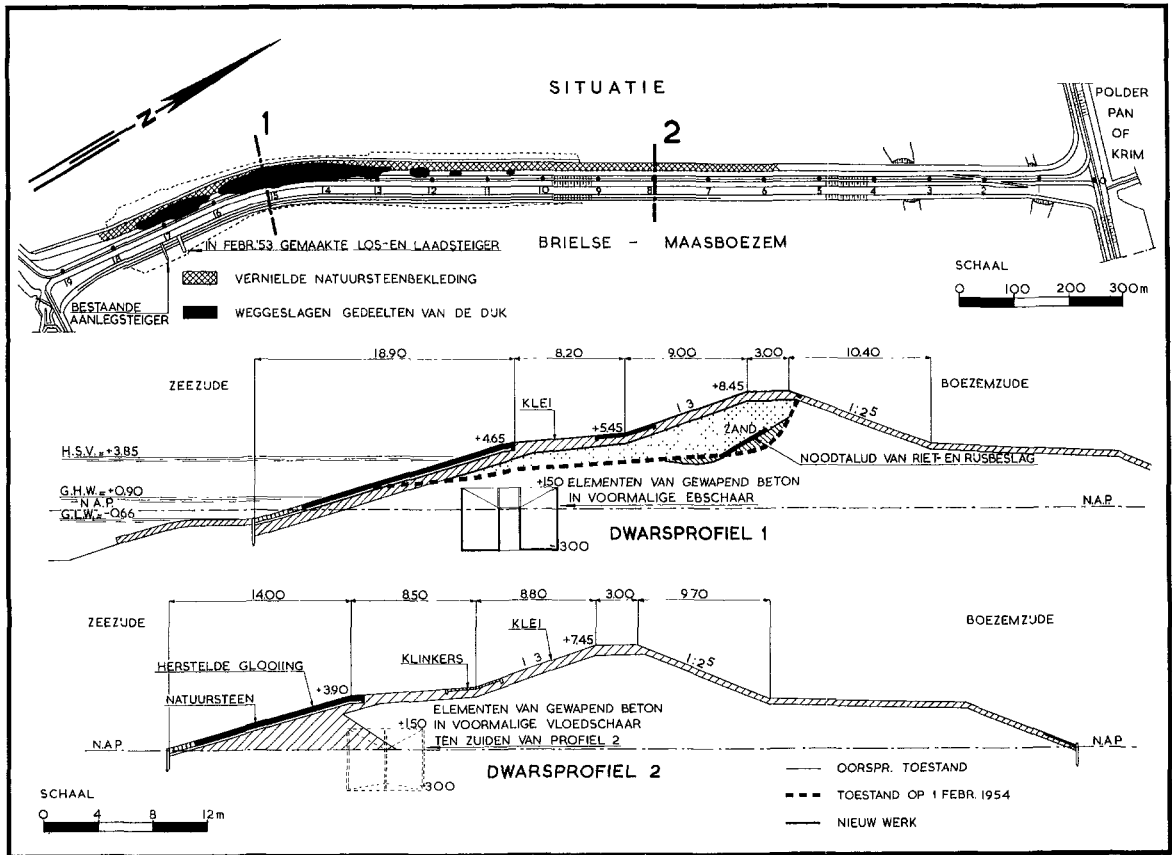 SITUATIE
N
1
2
POLDER
PAN
OF
KRIM
19 18 17 16 15 14 13 12 11 10 9 8 7 6 5 4 3 2 1 0
IN FEBR.'53 GEMAAKTE LOS-EN LAADSTEIGER
BRIELSE - MAASBOEZEM
VERNIELDE NATUURSTEENBEKLEDING
BESTAANDE
AANLEGSTEIGER
WEGGESLAGEN GEDEELTEN VAN DE DIJK
SCHAAL
0 100 200 300m
18.90 8.20 9.00 3.00 10.40
ZEEZIJDE
BOEZEMZIJDE
+8.45
KLEI
1:3
1:2.5
+5.45
+4.65
ZAND
H.S.V.=+3.85
NOODTALUD VAN RIET-EN RIJSBESLAG
G.H.W.=+0.90
N.A.P.
G.L.W.=-0.66
+1.50 ELEMENTEN VAN GEWAPEND BETON
IN VOORMALIGE EBSCHAAR
N.A.P.
-3.00
DWARSPROFIEL 1
14.00 8.50 8.80 3.00 9.70
ZEEZIJDE
BOEZEMZIJDE
KLEI
+7.45
KLINKERS
1:3
1:2.5
HERSTELDE GLOOIING
NATUURSTEEN
+3.90
ELEMENTEN VAN GEWAPEND BETON
+1.50 IN VOORMALIGE VLOEDSCHAAR
TEN ZUIDEN VAN PROFIEL 2
N.A.P.
N.A.P.
-3.00
DWARSPROFIEL 2
SCHAAL
0 4 8 12m
OORSPR. TOESTAND
TOESTAND OP 1 FEBR. 1954
NIEUW WERK